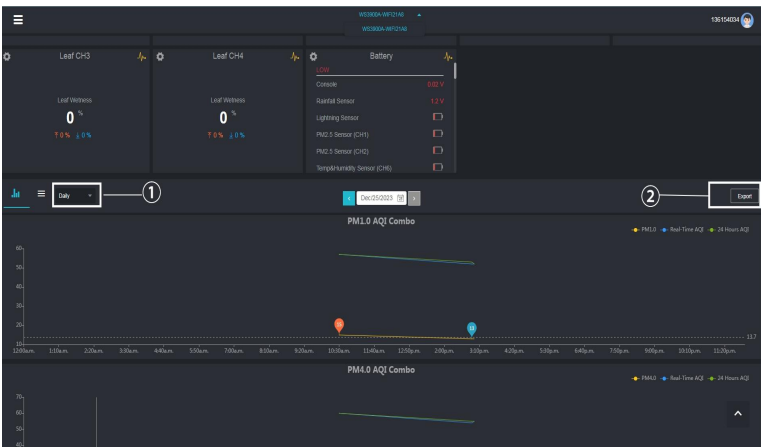 WS3900A-WIFI21A8
WS3900A-WIFI21A8
136154034
Leaf CH3
Leaf Wetness
0 %
0 % 0 %
Leaf CH4
Leaf Wetness
0 %
0 % 0 %
Battery
LOW
Console 0.02 V
Rainfall Sensor 1.2 V
Lightning Sensor
PM2.5 Sensor (CH1)
PM2.5 Sensor (CH2)
Temp&Humidity Sensor (CH6)
Daily
1
Dec/25/2023
2
Export
PM1.0 AQI Combo
PM1.0 Real-Time AQI 24 Hours AQI
60
50
40
30
20
10
13.7
12:00a.m. 1:10a.m. 2:20a.m. 3:30a.m. 4:40a.m. 5:50a.m. 7:00a.m. 8:10a.m. 9:20a.m. 10:30a.m. 11:40a.m. 12:50p.m. 2:00p.m. 3:10p.m. 4:20p.m. 5:30p.m. 6:40p.m. 7:50p.m. 9:00p.m. 10:10p.m. 11:20p.m.
PM4.0 AQI Combo
PM4.0 Real-Time AQI 24 Hours AQI
70
60
50
40